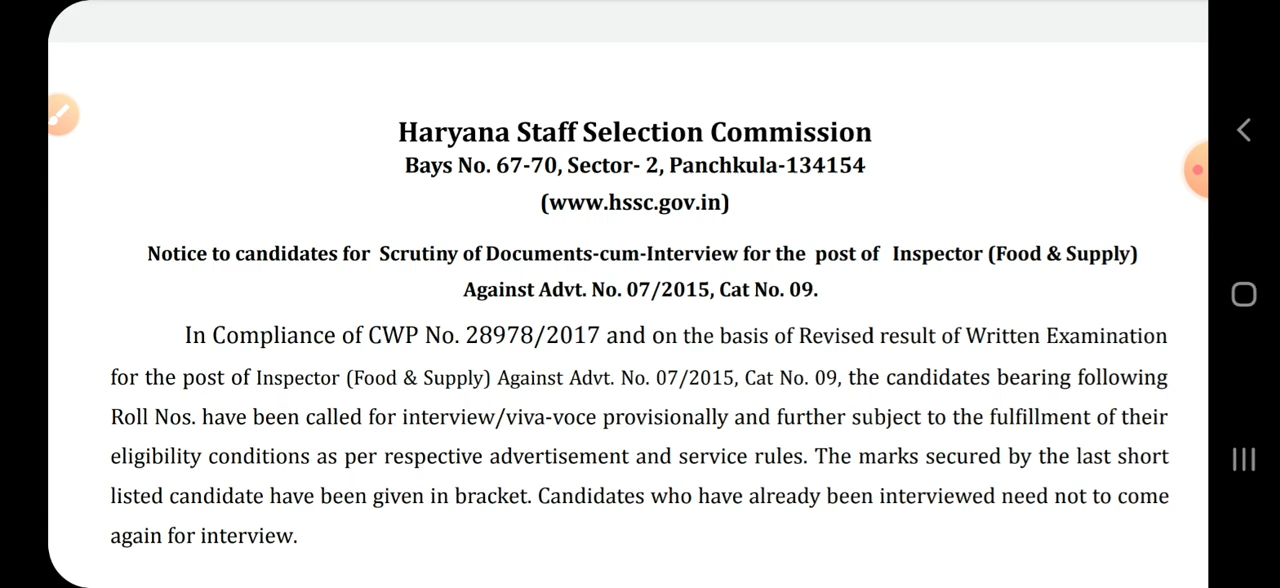 Haryana Staff Selection Commission
Bays No. 67-70, Sector- 2, Panchkula-134154
(www.hssc.gov.in)
Notice to candidates for Scrutiny of Documents-cum-Interview for the post of Inspector (Food & Supply)
Against Advt. No. 07/2015, Cat No. 09.
In Compliance of CWP No. 28978/2017 and on the basis of Revised result of Written Examination
for the post of Inspector (Food & Supply) Against Advt. No. 07/2015, Cat No. 09, the candidates bearing following
Roll Nos. have been called for interview/viva-voce provisionally and further subject to the fulfillment of their
eligibility conditions as per respective advertisement and service rules. The marks secured by the last short
listed candidate have been given in bracket. Candidates who have already been interviewed need not to come
again for interview.